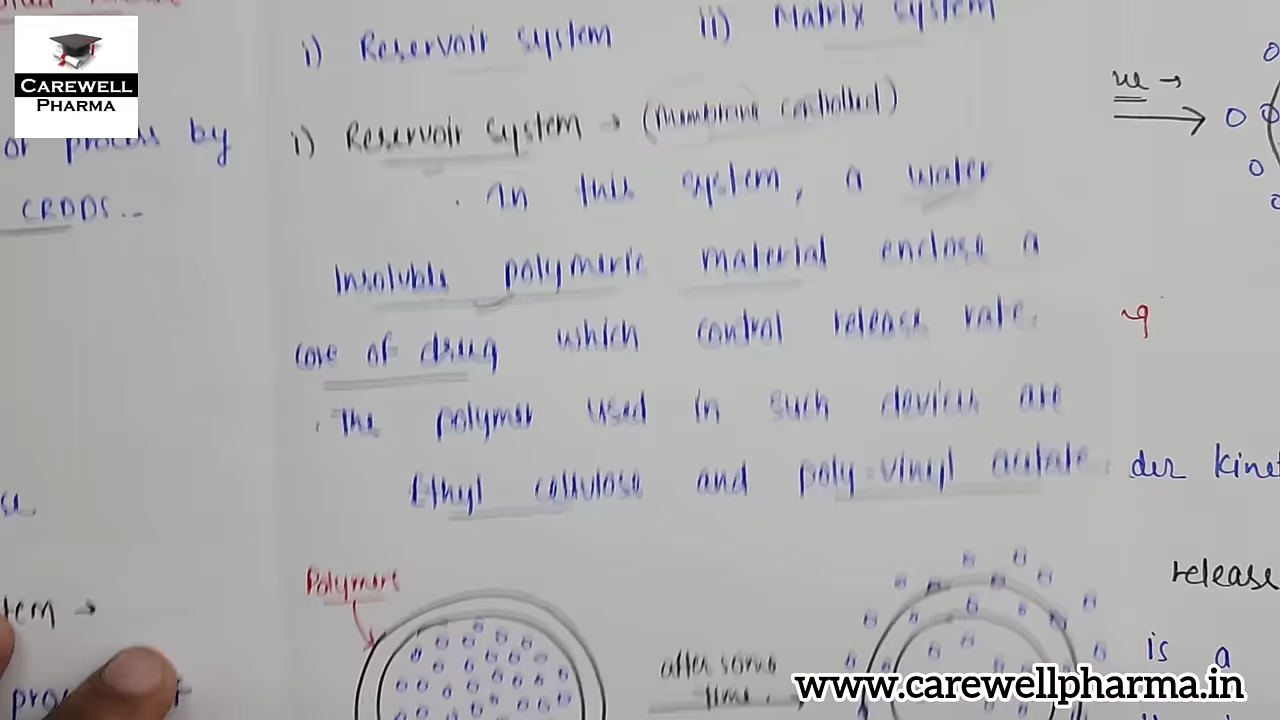 CAREWELL
PHARMA
i) Reservoir system ii) Matrix system
or process by
CRDDS...
i) Reservoir system → (Membrane controlled)
. In this system, a water
Insoluble polymeric material enclose a
core of drug which control release rate.
. The polymer used in such devices are
Ethyl cellulose and poly-vinyl acetate.
der kinet
release
is a
Polymers
after some
time.
www.carewellpharma.in